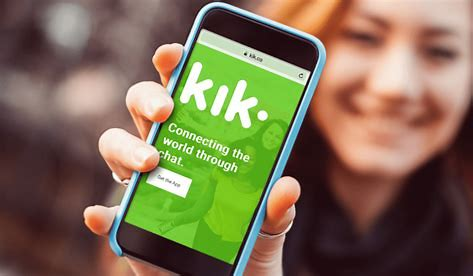 kik.co
kik.
Connecting the
world through
chat.
Get the App